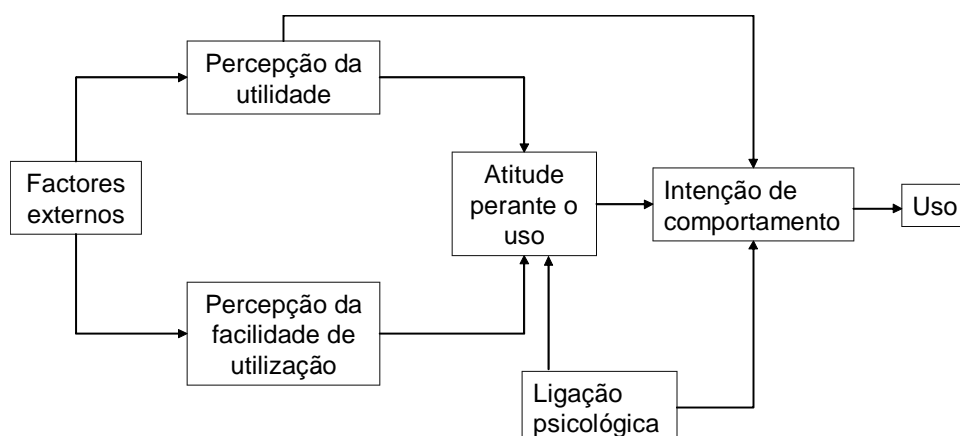 Percepção da
utilidade
Factores
externos
Atitude
perante o
uso
Intenção de
comportamento
Uso
Percepção da
facilidade de
utilização
Ligação
psicológica